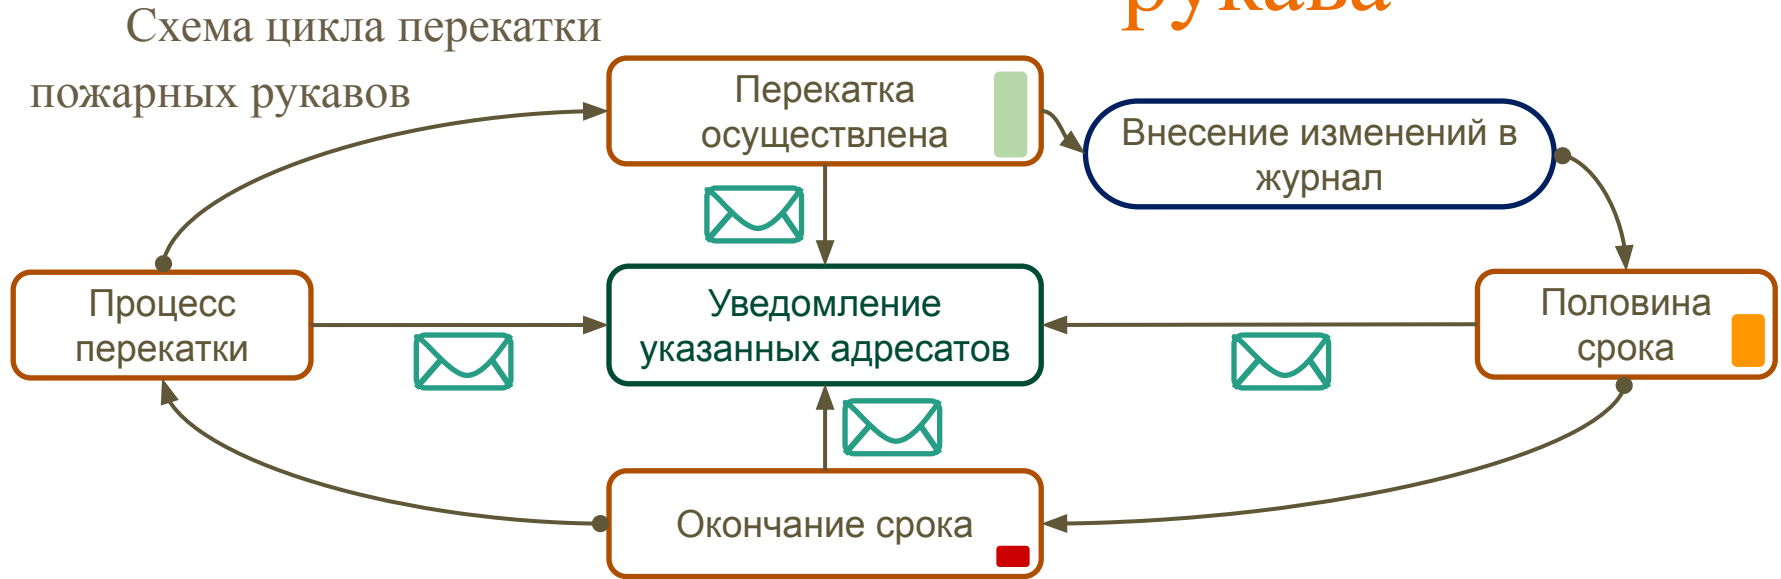 рукава
Схема цикла перекатки
пожарных рукавов
Перекатка
осуществлена
Внесение изменений в
журнал
Процесс
перекатки
Уведомление
указанных адресатов
Половина
срока
Окончание срока